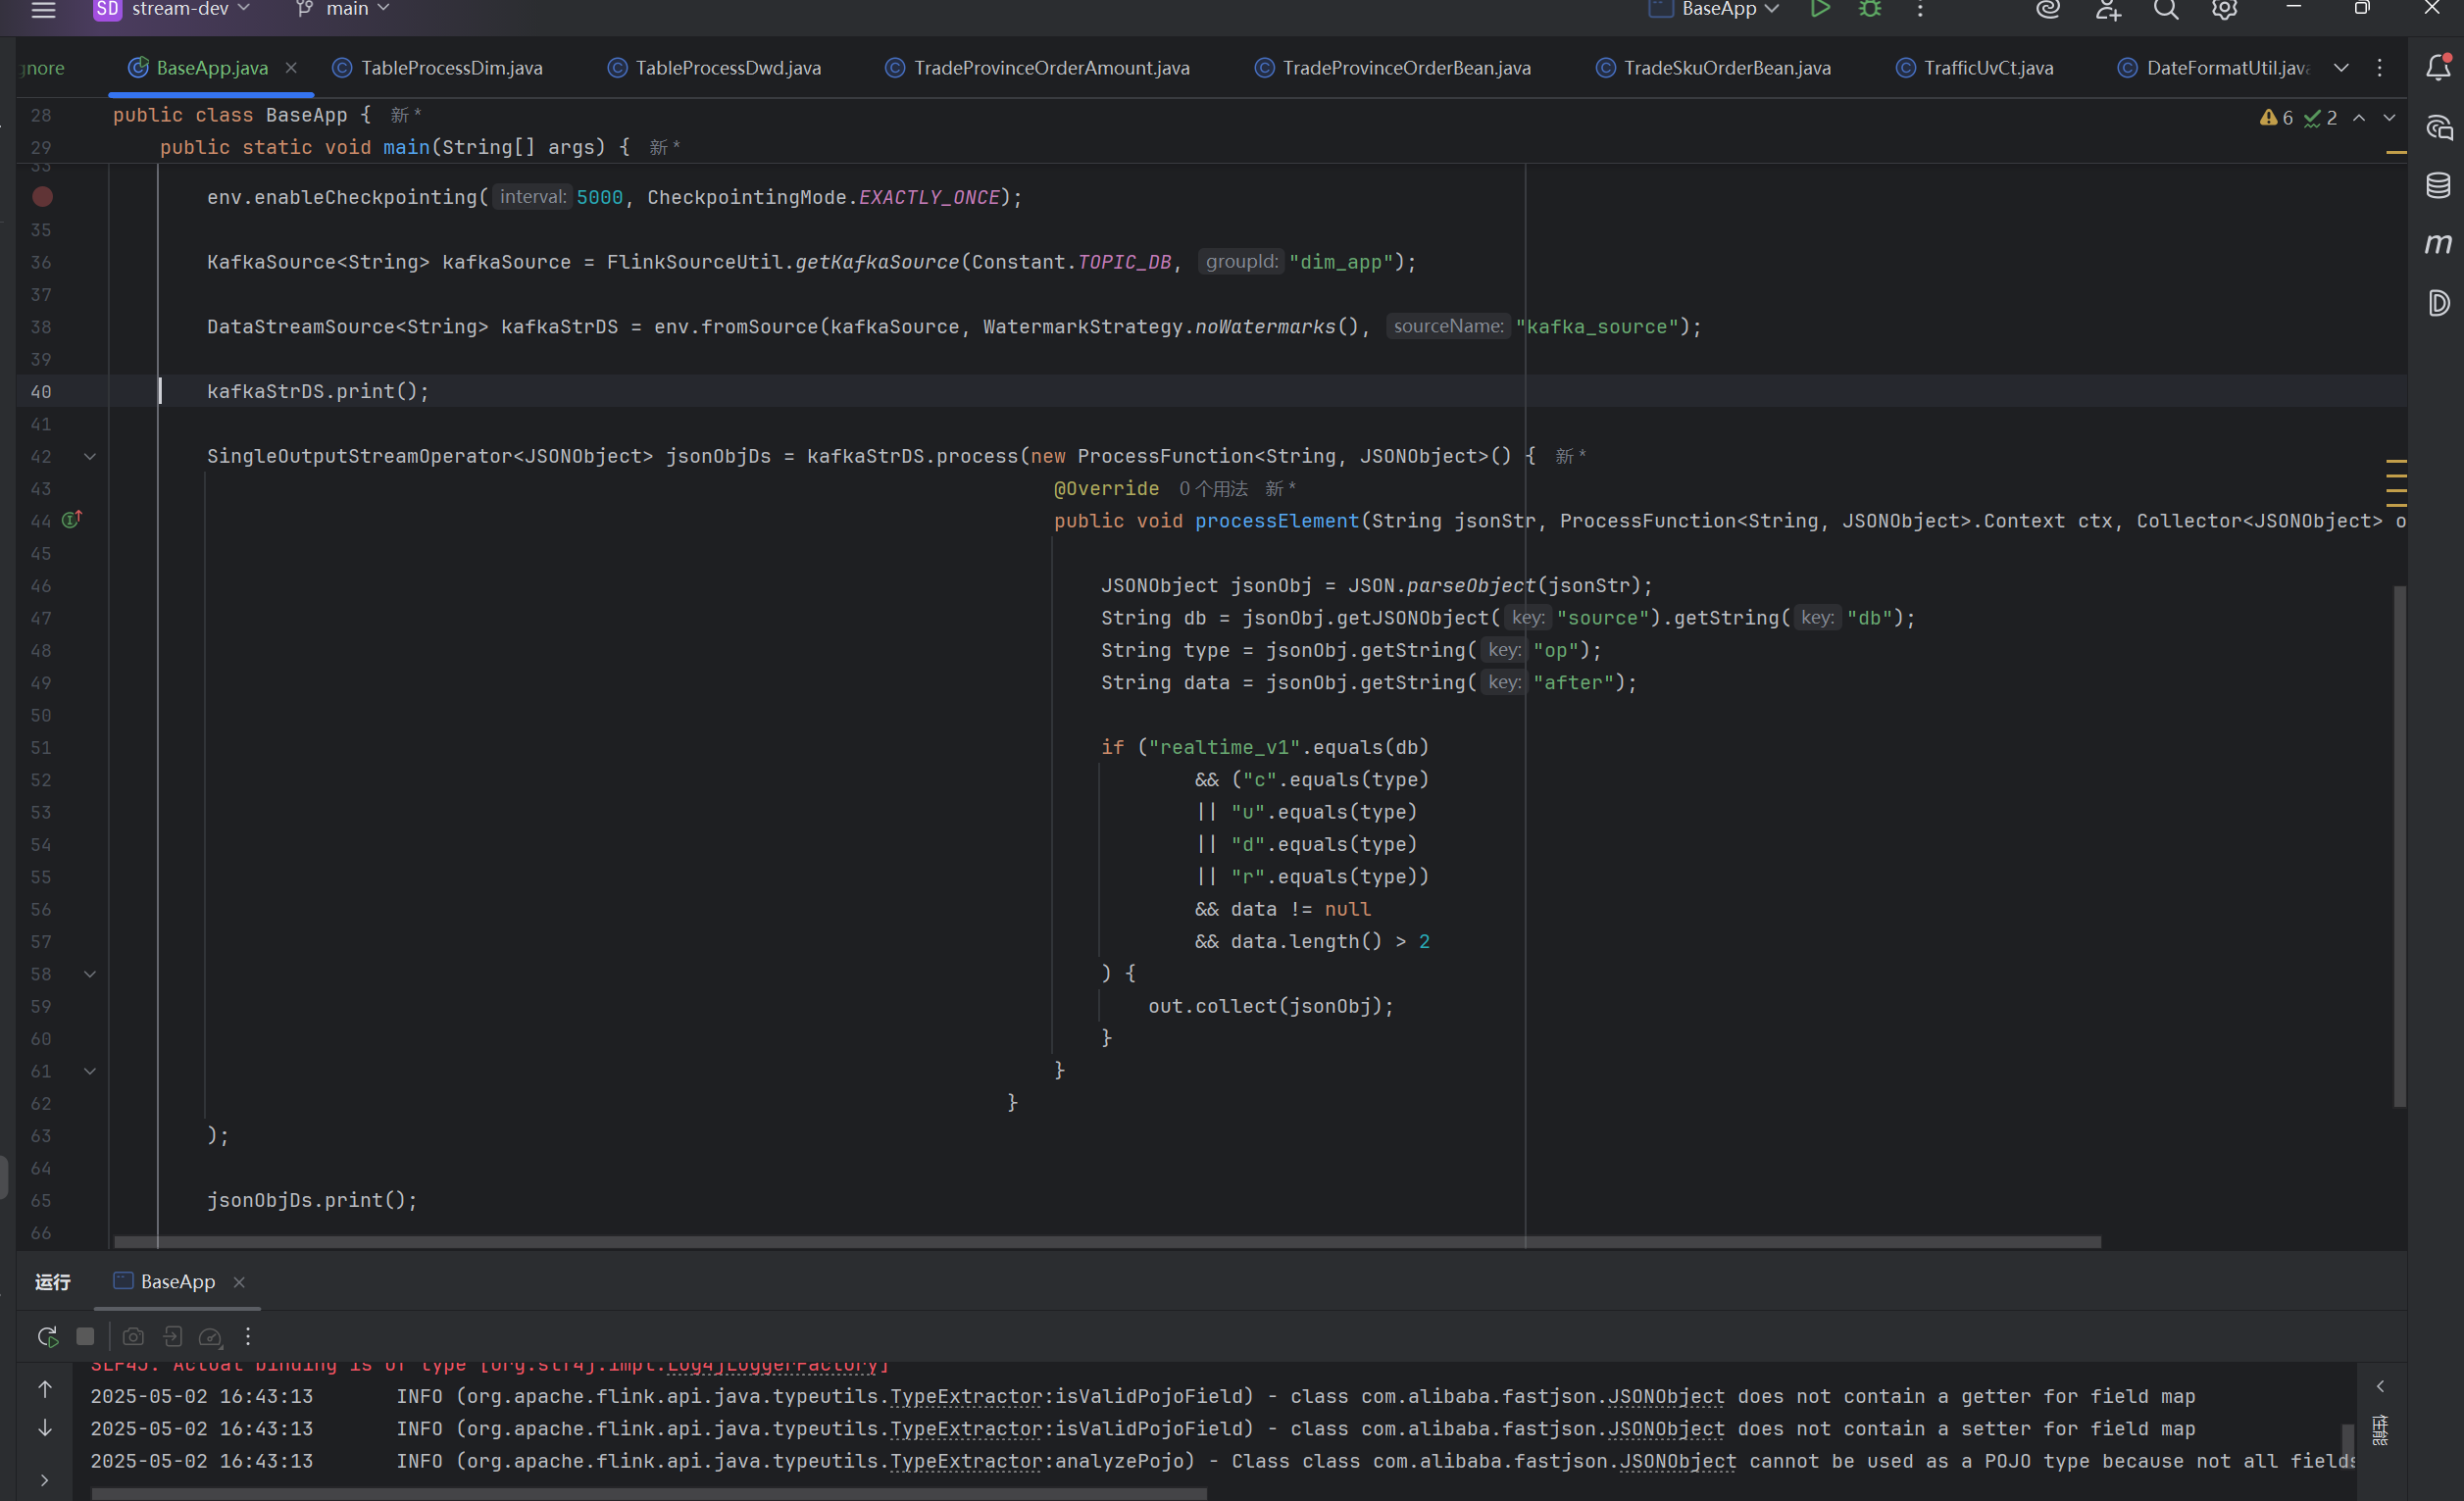 SD stream-dev main BaseApp
gnore BaseApp.java TableProcessDim.java TableProcessDwd.java TradeProvinceOrderAmount.java TradeProvinceOrderBean.java TradeSkuOrderBean.java TrafficUvCt.java DateFormatUtil.java
28 public class BaseApp { 新 *
29 public static void main(String[] args) { 新 *
6 2
33
env.enableCheckpointing( interval: 5000, CheckpointingMode.EXACTLY_ONCE);
35
36 KafkaSource<String> kafkaSource = FlinkSourceUtil.getKafkaSource(Constant.TOPIC_DB, groupId: "dim_app");
37
38 DataStreamSource<String> kafkaStrDS = env.fromSource(kafkaSource, WatermarkStrategy.noWatermarks(), sourceName: "kafka_source");
39
40 kafkaStrDS.print();
41
42 SingleOutputStreamOperator<JSONObject> jsonObjDs = kafkaStrDS.process(new ProcessFunction<String, JSONObject>() { 新 *
43 @Override 0 个用法 新 *
44 public void processElement(String jsonStr, ProcessFunction<String, JSONObject>.Context ctx, Collector<JSONObject> o
45
46 JSONObject jsonObj = JSON.parseObject(jsonStr);
47 String db = jsonObj.getJSONObject( key: "source").getString( key: "db");
48 String type = jsonObj.getString( key: "op");
49 String data = jsonObj.getString( key: "after");
50
51 if ("realtime_v1".equals(db)
52 && ("c".equals(type)
53 || "u".equals(type)
54 || "d".equals(type)
55 || "r".equals(type))
56 && data != null
57 && data.length() > 2
58 ) {
59 out.collect(jsonObj);
60 }
61 }
62 }
63 );
64
65 jsonObjDs.print();
66
运行 BaseApp
SLF4J: Actual binding is of type [org.slf4j.impl.Log4jLoggerFactory]
2025-05-02 16:43:13 INFO (org.apache.flink.api.java.typeutils.TypeExtractor:isValidPojoField) - class com.alibaba.fastjson.JSONObject does not contain a getter for field map
2025-05-02 16:43:13 INFO (org.apache.flink.api.java.typeutils.TypeExtractor:isValidPojoField) - class com.alibaba.fastjson.JSONObject does not contain a setter for field map
2025-05-02 16:43:13 INFO (org.apache.flink.api.java.typeutils.TypeExtractor:analyzePojo) - Class class com.alibaba.fastjson.JSONObject cannot be used as a POJO type because not all fields
性能